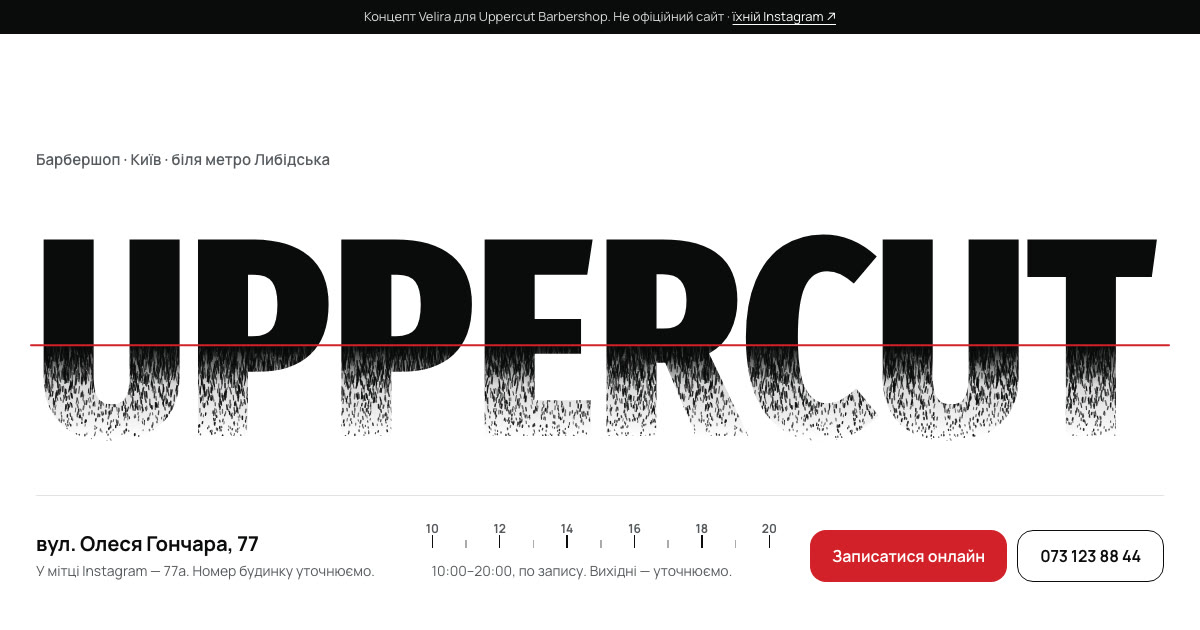 Концепт Velira для Uppercut Barbershop. Не офіційний сайт · їхній Instagram ↗
Барбершоп · Київ · біля метро Либідська
UPPERCUT
вул. Олеся Гончара, 77
У мітці Instagram — 77а. Номер будинку уточнюємо.
10 12 14 16 18 20
10:00–20:00, по запису. Вихідні — уточнюємо.
Записатися онлайн
073 123 88 44